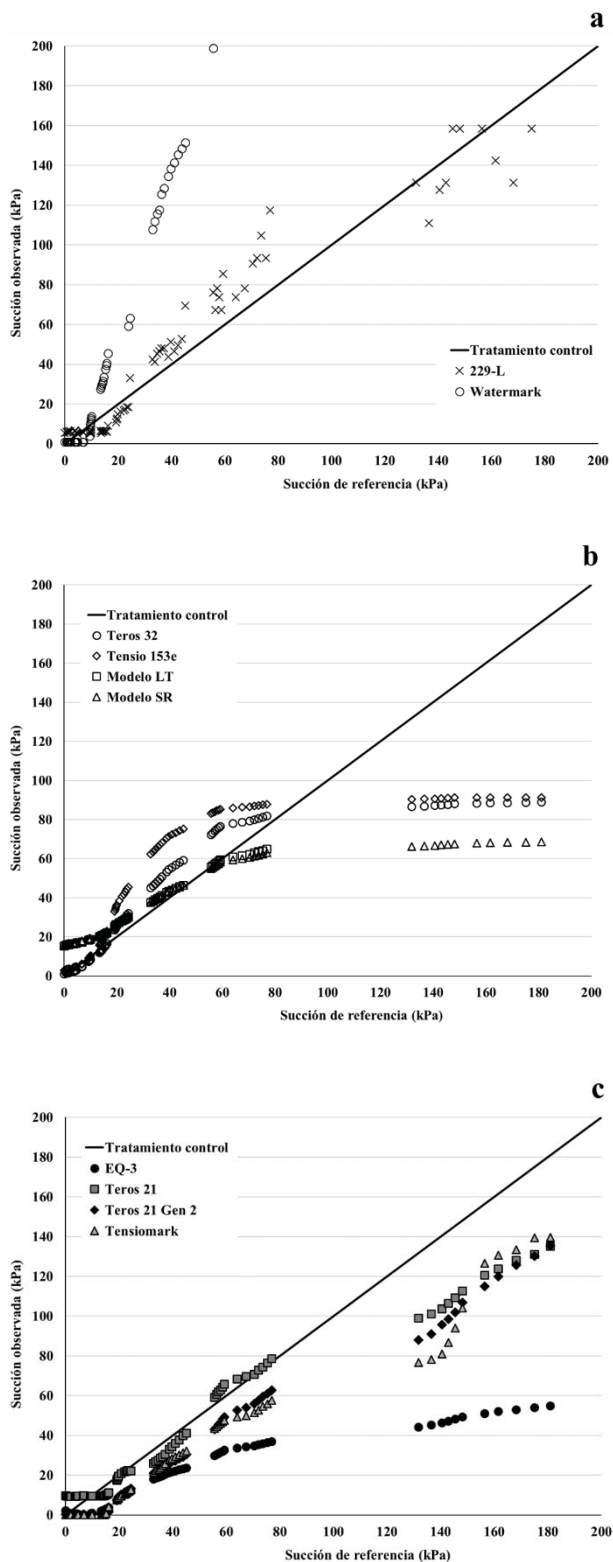 a
200
180
160
140
120
100
80
60
40
20
0
Succión observada (kPa)
Tratamiento control
229-L
Watermark
0 20 40 60 80 100 120 140 160 180 200
Succión de referencia (kPa)
b
200
180
160
140
120
100
80
60
40
20
0
Succión observada (kPa)
Tratamiento control
Teros 32
Tensio 153e
Modelo LT
Modelo SR
0 20 40 60 80 100 120 140 160 180 200
Succión de referencia (kPa)
c
200
180
160
140
120
100
80
60
40
20
0
Succión observada (kPa)
Tratamiento control
EQ-3
Teros 21
Teros 21 Gen 2
Tensiomark
0 20 40 60 80 100 120 140 160 180 200
Succión de referencia (kPa)